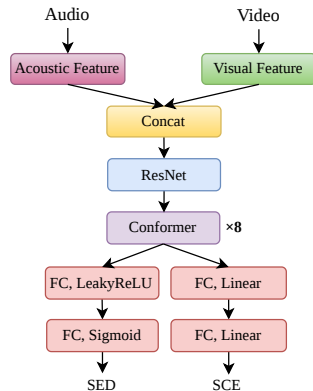 Audio Video
Acoustic Feature Visual Feature
Concat
ResNet
Conformer ×8
FC, LeakyReLU FC, Linear
FC, Sigmoid FC, Linear
SED SCE